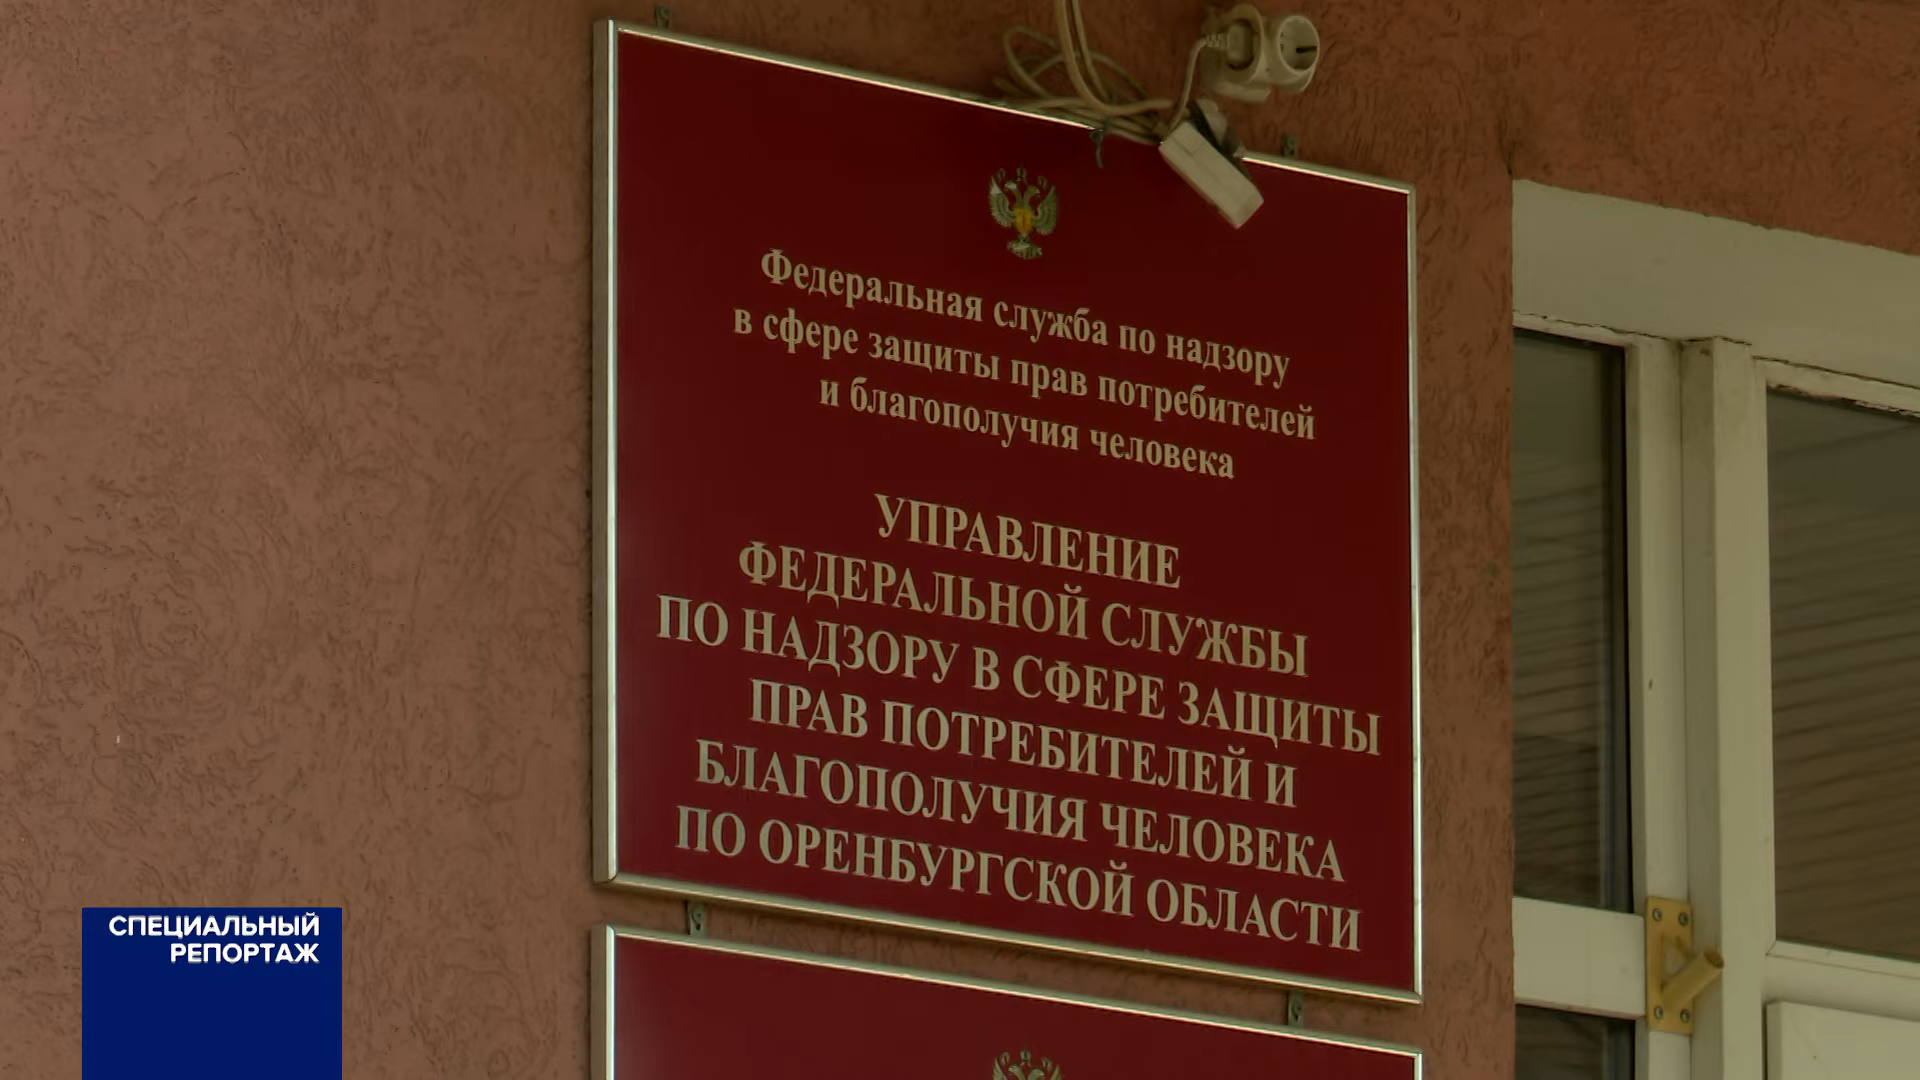 Федеральная служба по надзору
в сфере защиты прав потребителей
и благополучия человека
УПРАВЛЕНИЕ
ФЕДЕРАЛЬНОЙ СЛУЖБЫ
ПО НАДЗОРУ В СФЕРЕ ЗАЩИТЫ
ПРАВ ПОТРЕБИТЕЛЕЙ И
БЛАГОПОЛУЧИЯ ЧЕЛОВЕКА
ПО ОРЕНБУРГСКОЙ ОБЛАСТИ
СПЕЦИАЛЬНЫЙ
РЕПОРТАЖ